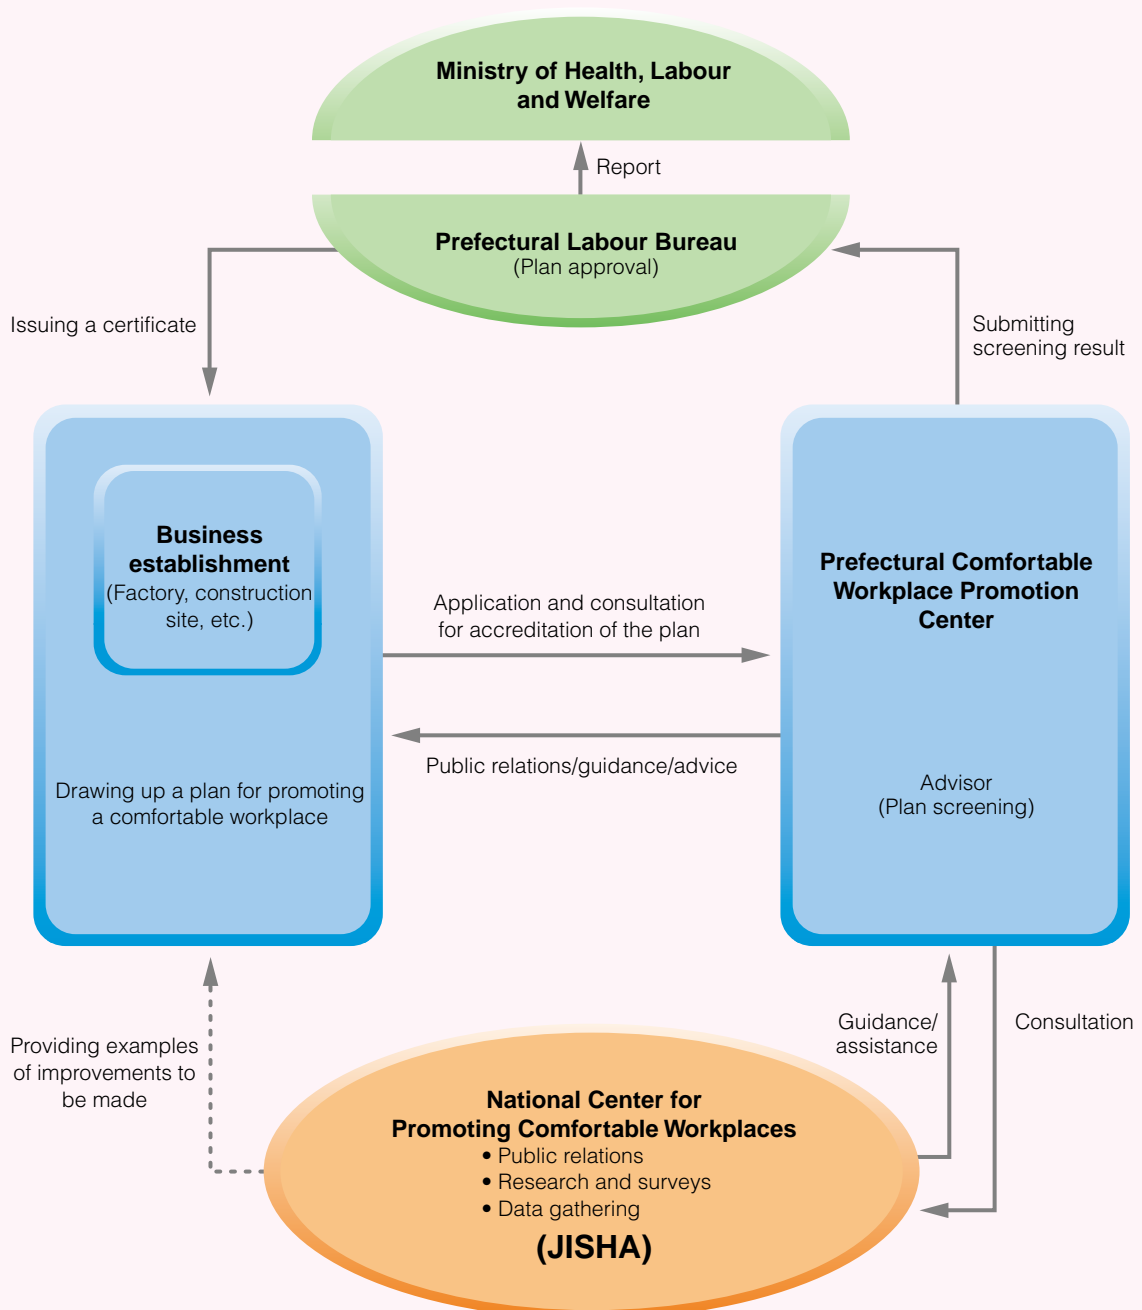 Ministry of Health, Labour
and Welfare
Report
Prefectural Labour Bureau
(Plan approval)
Issuing a certificate
Submitting
screening result
Business
establishment
(Factory, construction
site, etc.)
Drawing up a plan for promoting
a comfortable workplace
Application and consultation
for accreditation of the plan
Public relations/guidance/advice
Prefectural Comfortable
Workplace Promotion
Center
Advisor
(Plan screening)
Providing examples
of improvements to
be made
Guidance/
assistance
Consultation
National Center for
Promoting Comfortable Workplaces
• Public relations
• Research and surveys
• Data gathering
(JISHA)